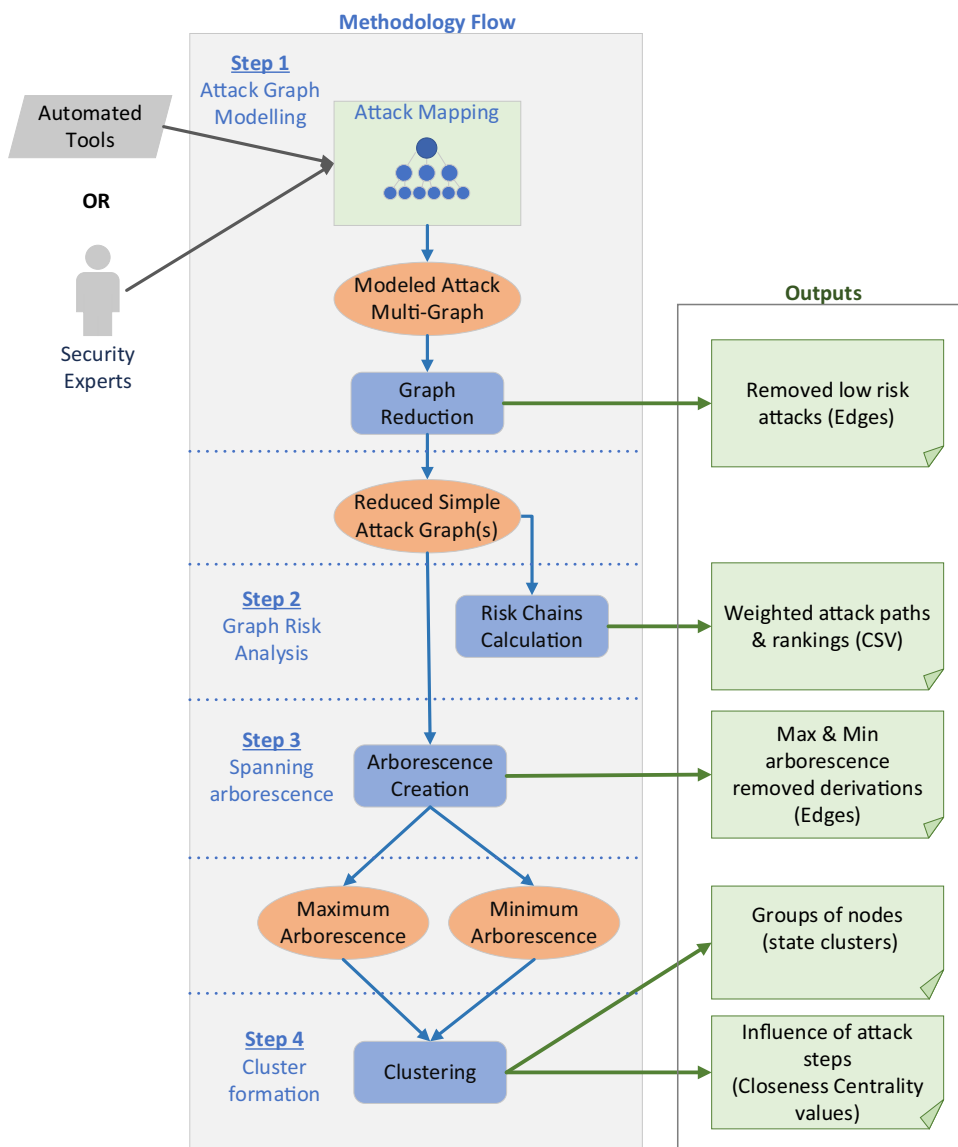 Methodology Flow
Step 1
Attack Graph
Modelling
Automated
Tools
OR
Security
Experts
Attack Mapping
Modeled Attack
Multi-Graph
Graph
Reduction
Reduced Simple
Attack Graph(s)
Step 2
Graph Risk
Analysis
Risk Chains
Calculation
Step 3
Spanning
arborescence
Arborescence
Creation
Maximum
Arborescence
Minimum
Arborescence
Step 4
Cluster
formation
Clustering
Outputs
Removed low risk
attacks (Edges)
Weighted attack paths
& rankings (CSV)
Max & Min
arborescence
removed derivations
(Edges)
Groups of nodes
(state clusters)
Influence of attack
steps
(Closeness Centrality
values)